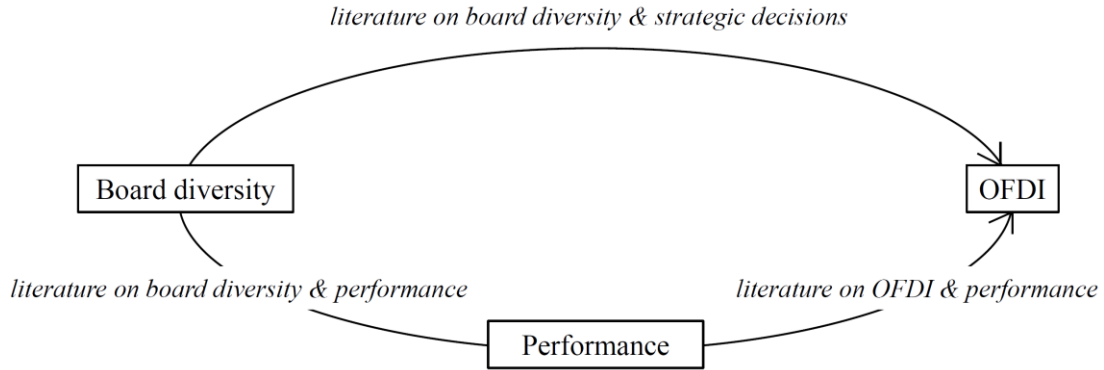 literature on board diversity & strategic decisions
Board diversity
OFDI
literature on board diversity & performance
literature on OFDI & performance
Performance